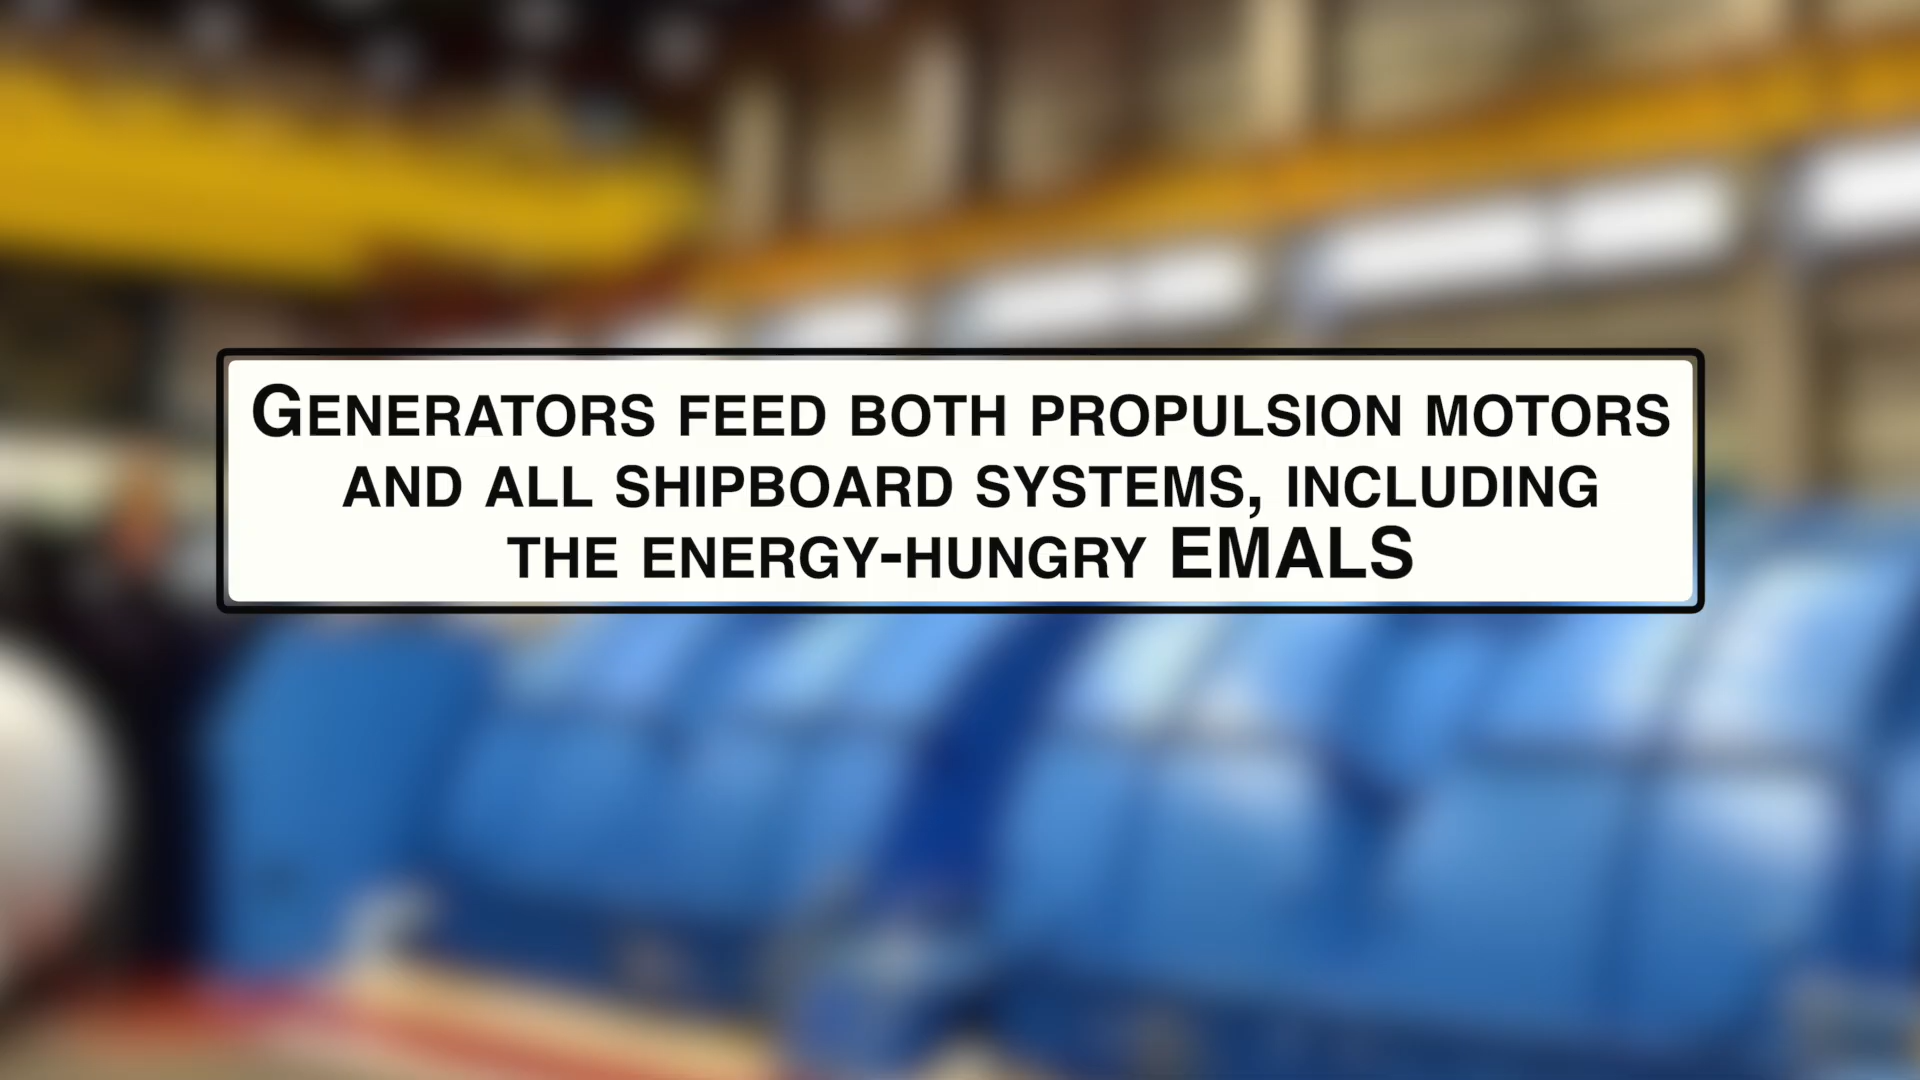 Generators feed both propulsion motors
and all shipboard systems, including
the energy-hungry EMALS